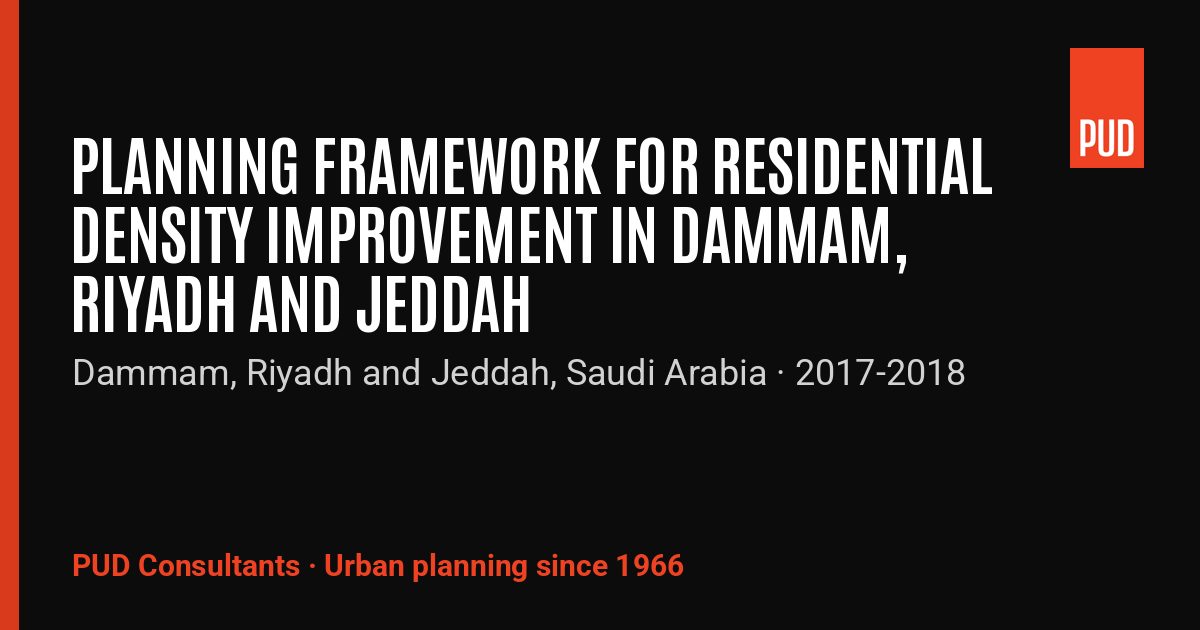 PUD
PLANNING FRAMEWORK FOR RESIDENTIAL
DENSITY IMPROVEMENT IN DAMMAM,
RIYADH AND JEDDAH
Dammam, Riyadh and Jeddah, Saudi Arabia · 2017-2018
PUD Consultants · Urban planning since 1966